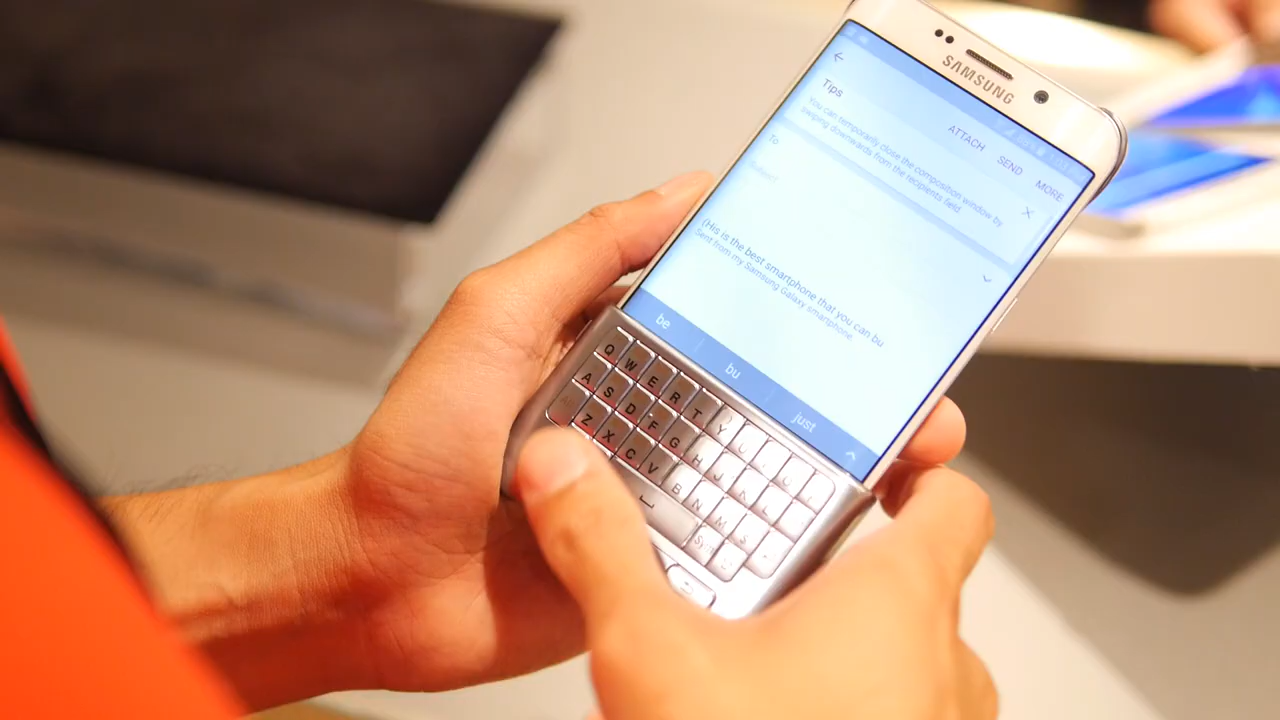 SAMSUNG
Tips
ATTACH SEND MORE
You can temporarily close the composition window by
swiping downwards from the recipients field.
To
Subject
(His is the best smartphone that you can bu
Sent from my Samsung Galaxy smartphone.
be bu just
Q W E R T Y U
A S D F G H J
Z X C V B N M
Sym